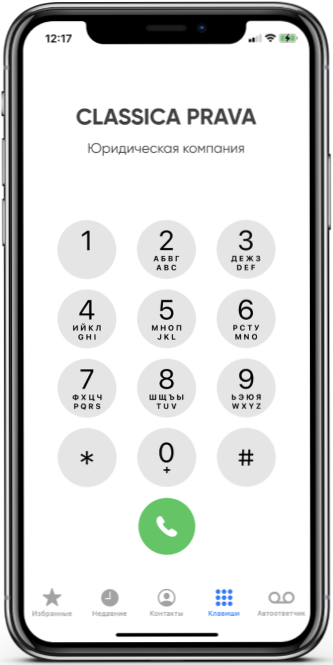 12:17
CLASSICA PRAVA
Юридическая компания
1 2 3
АБВГ ДЕЖЗ
ABC DEF
4 5 6
ИЙКЛ МНОП РСТУ
GHI JKL MNO
7 8 9
ФХЦЧ ШЩЪЫ ЬЭЮЯ
PQRS TUV WXYZ
* 0 #
+
Избранные Недавние Контакты Клавиши Автоответчик